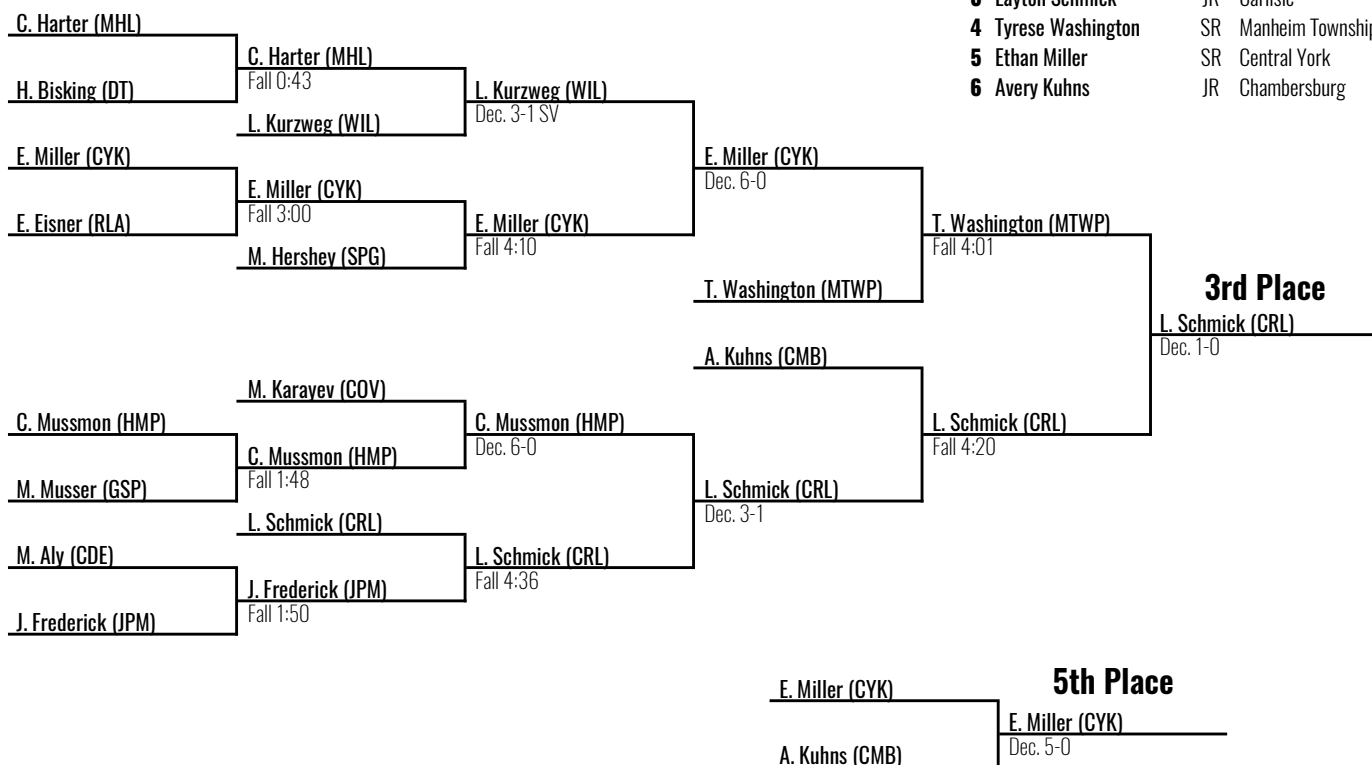 3 Layton Schmick JR Carlisle
4 Tyrese Washington SR Manheim Township
5 Ethan Miller SR Central York
6 Avery Kuhns JR Chambersburg
C. Harter (MHL)
H. Bisking (DT)
E. Miller (CYK)
E. Eisner (RLA)
C. Mussmon (HMP)
M. Musser (GSP)
M. Aly (CDE)
J. Frederick (JPM)
C. Harter (MHL)
Fall 0:43
L. Kurzweg (WIL)
E. Miller (CYK)
Fall 3:00
M. Hershey (SPG)
M. Karayev (COV)
C. Mussmon (HMP)
Fall 1:48
L. Schmick (CRL)
J. Frederick (JPM)
Fall 1:50
L. Kurzweg (WIL)
Dec. 3-1 SV
E. Miller (CYK)
Fall 4:10
C. Mussmon (HMP)
Dec. 6-0
L. Schmick (CRL)
Fall 4:36
E. Miller (CYK)
Dec. 6-0
T. Washington (MTWP)
A. Kuhns (CMB)
L. Schmick (CRL)
Dec. 3-1
T. Washington (MTWP)
Fall 4:01
L. Schmick (CRL)
Fall 4:20
3rd Place
L. Schmick (CRL)
Dec. 1-0
5th Place
E. Miller (CYK)
A. Kuhns (CMB)
E. Miller (CYK)
Dec. 5-0